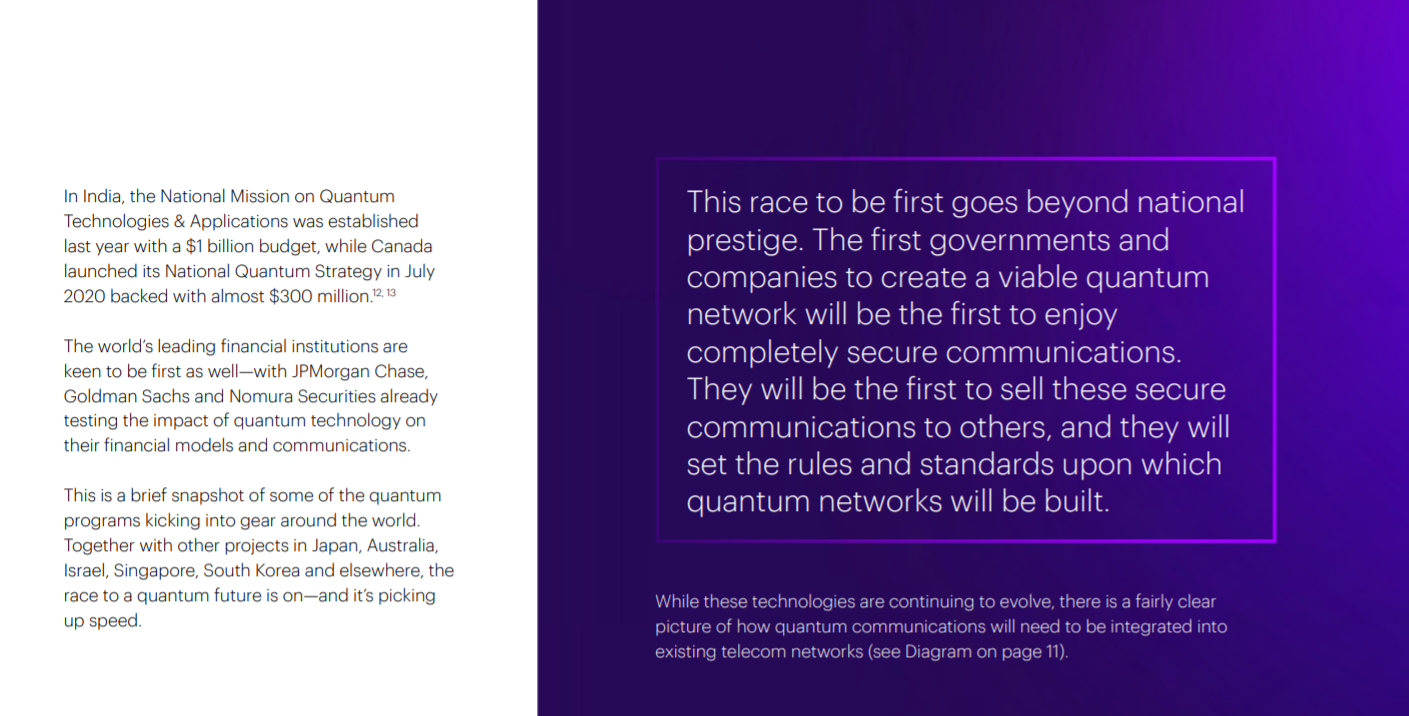 In India, the National Mission on Quantum
Technologies & Applications was established
last year with a $1 billion budget, while Canada
launched its National Quantum Strategy in July
2020 backed with almost $300 million.12, 13
The world’s leading financial institutions are
keen to be first as well—with JPMorgan Chase,
Goldman Sachs and Nomura Securities already
testing the impact of quantum technology on
their financial models and communications.
This is a brief snapshot of some of the quantum
programs kicking into gear around the world.
Together with other projects in Japan, Australia,
Israel, Singapore, South Korea and elsewhere, the
race to a quantum future is on—and it’s picking
up speed.
This race to be first goes beyond national
prestige. The first governments and
companies to create a viable quantum
network will be the first to enjoy
completely secure communications.
They will be the first to sell these secure
communications to others, and they will
set the rules and standards upon which
quantum networks will be built.
While these technologies are continuing to evolve, there is a fairly clear
picture of how quantum communications will need to be integrated into
existing telecom networks (see Diagram on page 11).